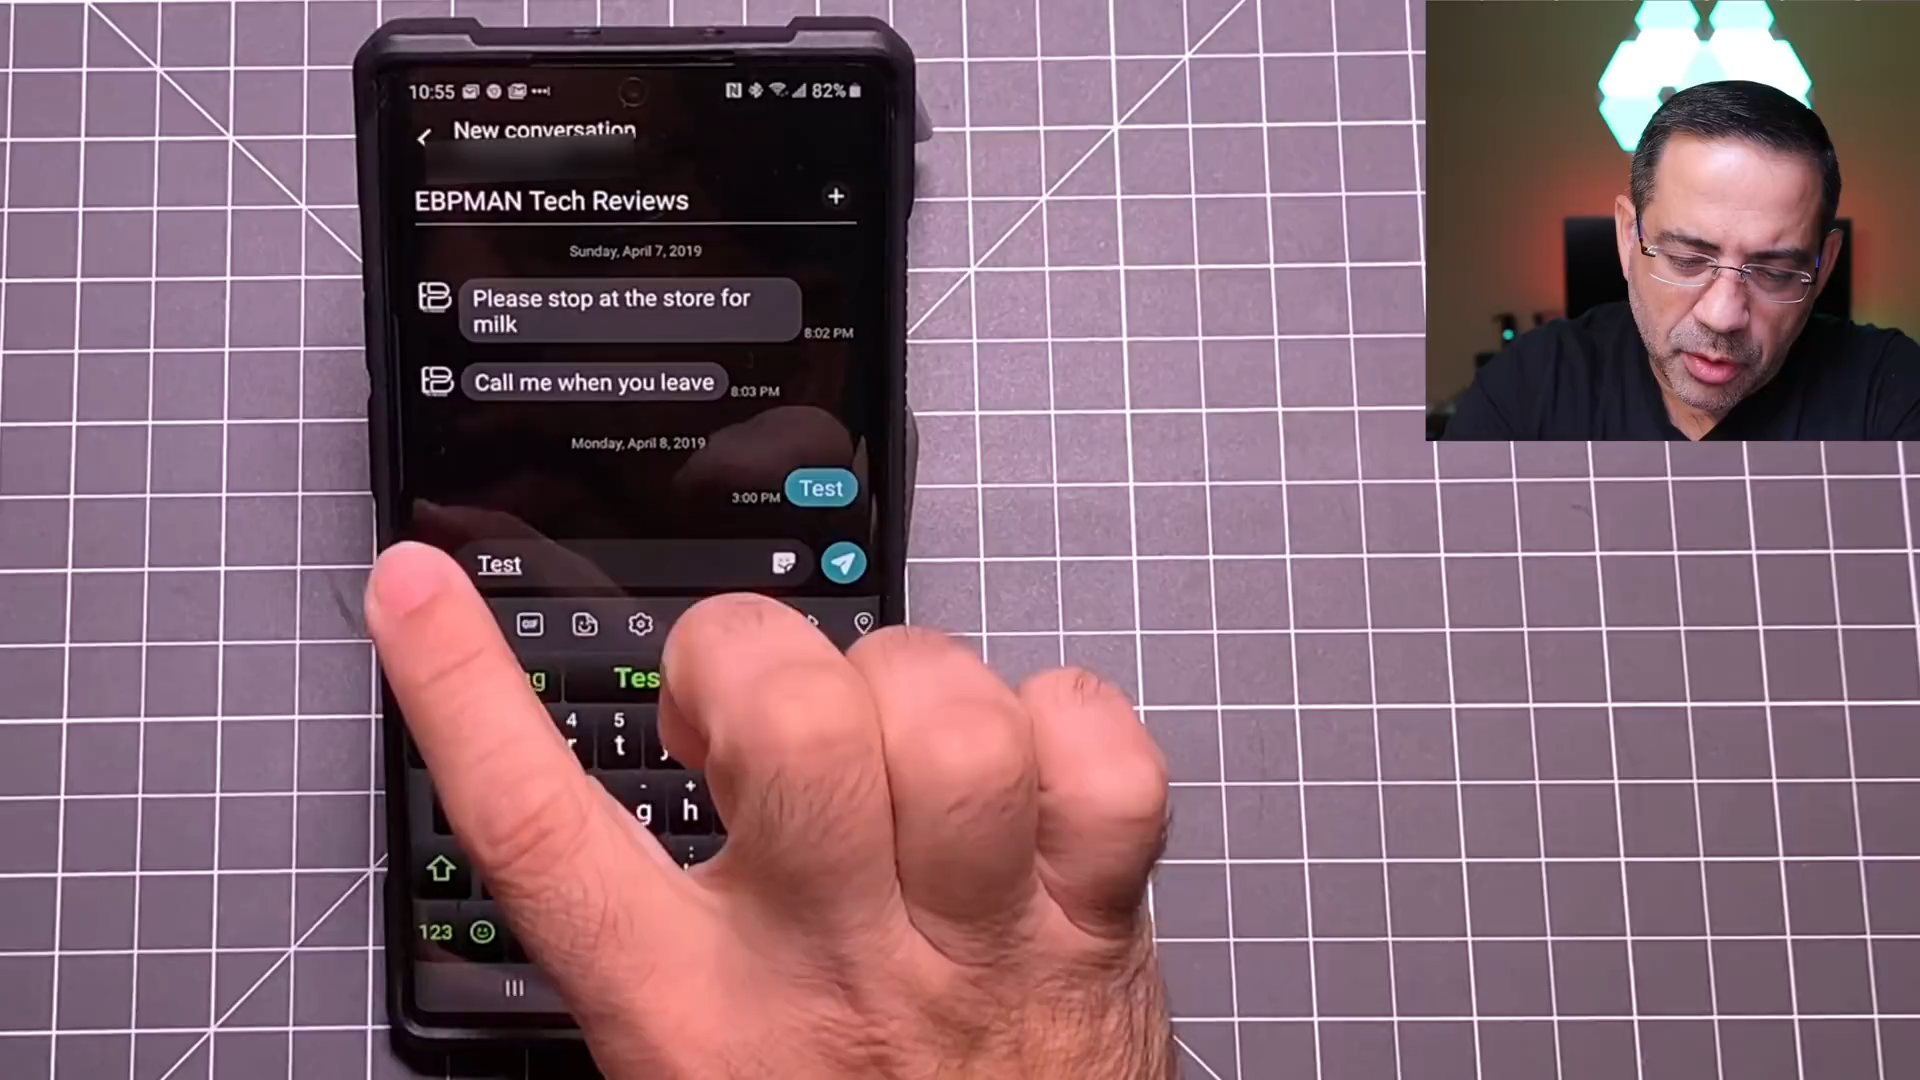 10:55
82%
New conversation
EBPMAN Tech Reviews
Sunday, April 7, 2019
Please stop at the store for
milk
8:02 PM
Call me when you leave
8:03 PM
Monday, April 8, 2019
3:00 PM Test
Test
GIF
Tes
4 5
r t
- +
g h
123